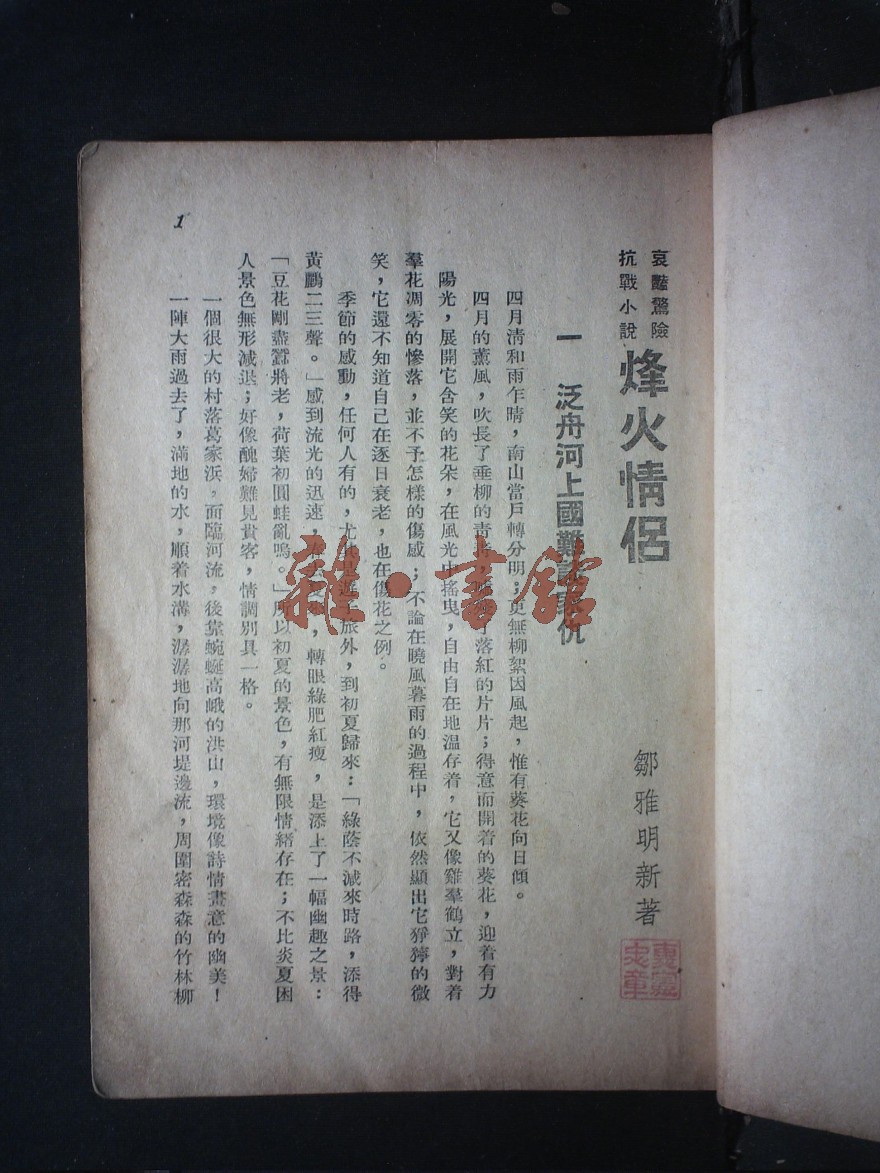 哀豔驚險
抗戰小說
烽火情侶
鄒雅明新著
一 泛舟河上國難談家仇
四月清和雨乍晴，南山當戶轉分明；更無柳絮因風起，惟有葵花向日傾。
四月的薰風，吹長了垂柳的青 落紅的片片；得意而開着的葵花，迎着有力
陽光，展開它含笑的花朵，在風光中搖曳，自由自在地溫存着，它又像雞羣鶴立，對着
羣花凋零的慘落，並不予怎樣的傷感；不論在曉風暮雨的過程中，依然顯出它猙獰的微
笑，它還不知道自己在逐日衰老，也在傷花之例。
季節的感動，任何人有的，尤其是遊子旅外，到初夏歸來：「綠蔭不減來時路，添得
黃鸝二三聲。」感到流光的迅速，春去夏來，轉眼綠肥紅瘦，是添上了一幅幽趣之景：
「豆花剛盡蠶將老，荷葉初圓蛙亂鳴。」所以初夏的景色，有無限情緒存在；不比炎夏困
人景色無形減退；好像醜婦難見貴客，情調別具一格。
一個很大的村落葛家浜，面臨河流，後靠蜿蜒高峨的洪山，環境像詩情畫意的幽美！
一陣大雨過去了，滿地的水，順着水溝，潺潺地向那河堤邊流，周圍密森森的竹林柳
1
雜·書館